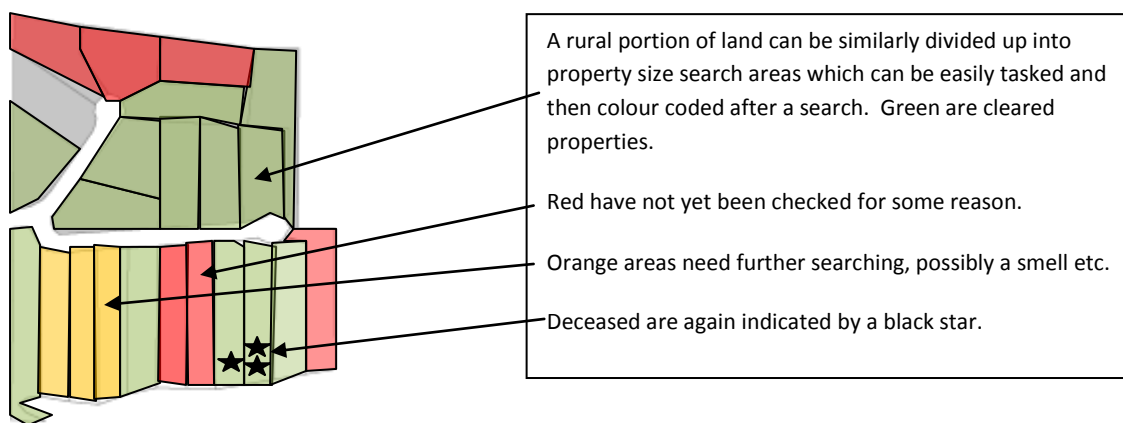 A rural portion of land can be similarly divided up into
property size search areas which can be easily tasked and
then colour coded after a search.  Green are cleared
properties.
Red have not yet been checked for some reason.
Orange areas need further searching, possibly a smell etc.
Deceased are again indicated by a black star.